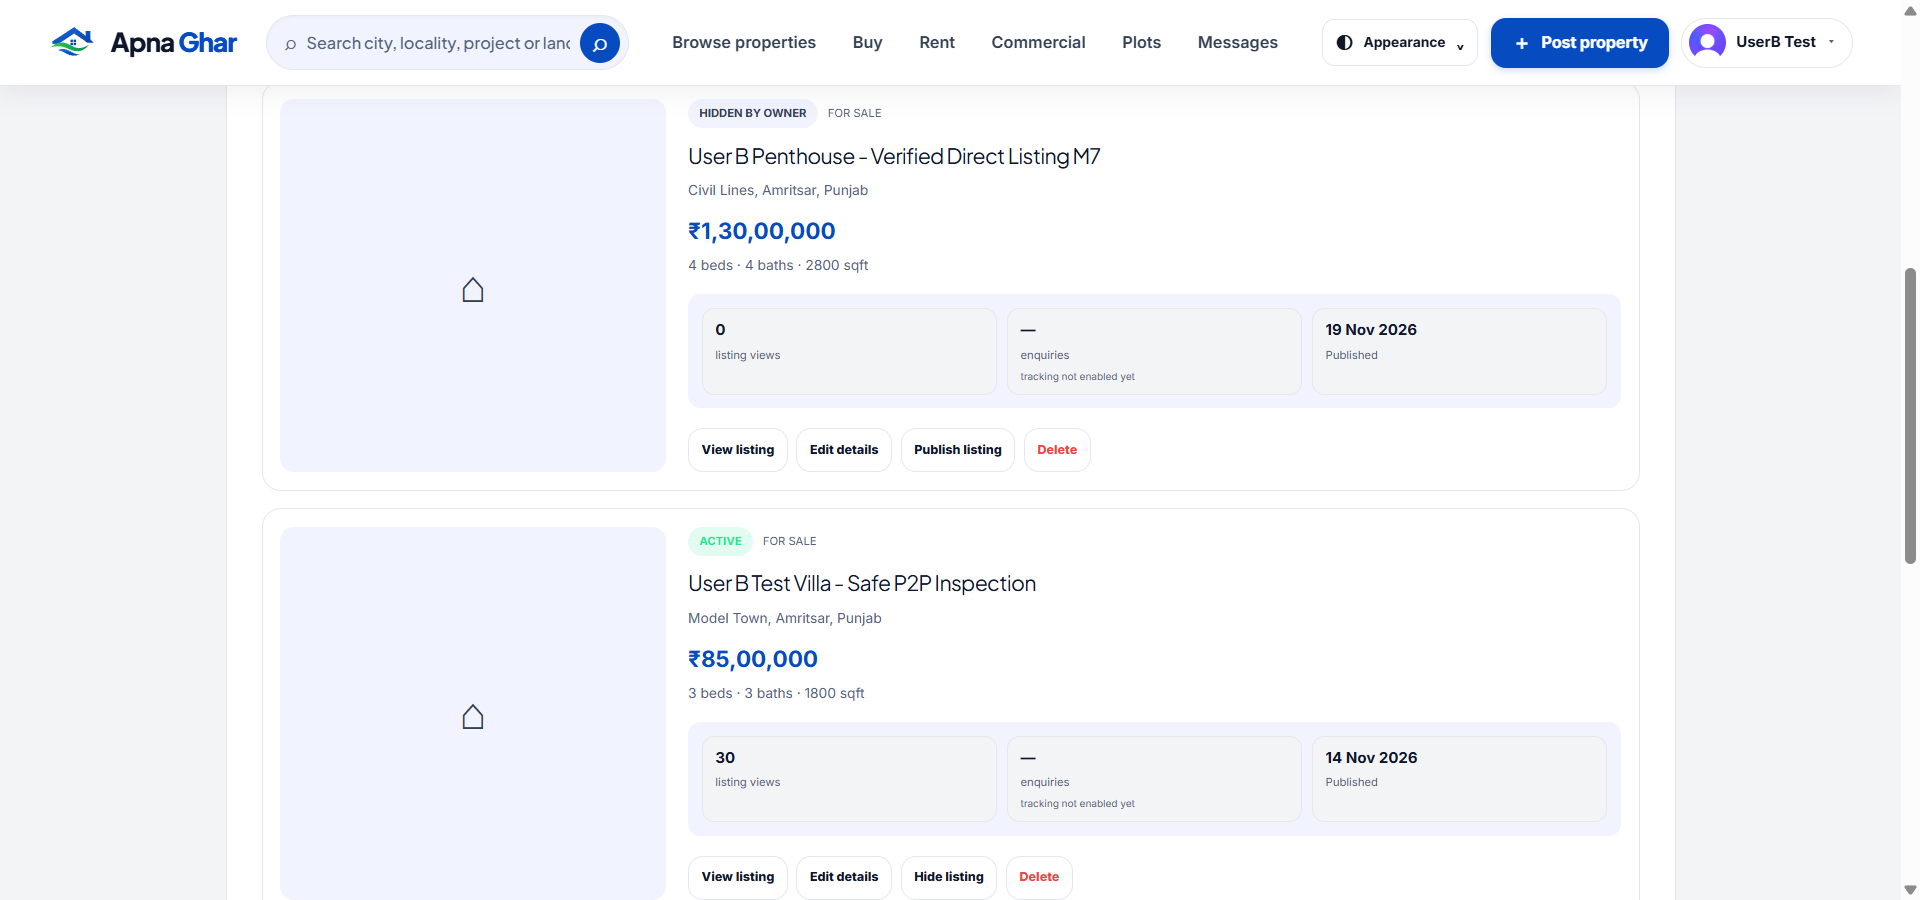 Apna Ghar
Search city, locality, project or lanc
Browse properties
Buy
Rent
Commercial
Plots
Messages
Appearance
+ Post property
UserB Test
HIDDEN BY OWNER
FOR SALE
User B Penthouse - Verified Direct Listing M7
Civil Lines, Amritsar, Punjab
₹1,30,00,000
4 beds · 4 baths · 2800 sqft
0
listing views
—
enquiries
tracking not enabled yet
19 Nov 2026
Published
View listing
Edit details
Publish listing
Delete
ACTIVE
FOR SALE
User B Test Villa - Safe P2P Inspection
Model Town, Amritsar, Punjab
₹85,00,000
3 beds · 3 baths · 1800 sqft
30
listing views
—
enquiries
tracking not enabled yet
14 Nov 2026
Published
View listing
Edit details
Hide listing
Delete